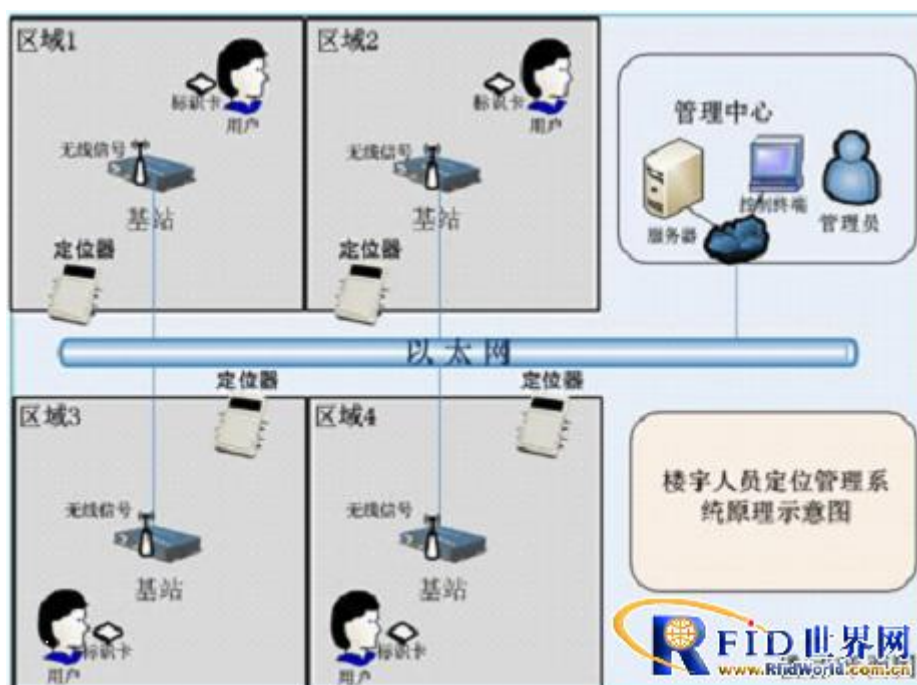 区域1
标识卡
用户
无线信号
基站
定位器
区域2
标识卡
用户
无线信号
基站
定位器
管理中心
服务器
控制终端
管理员
以太网
区域3
定位器
无线信号
基站
标识卡
用户
区域4
定位器
无线信号
基站
标识卡
用户
楼宇人员定位管理系
统原理示意图
RFID世界网
www.RfidWorld.com.cn